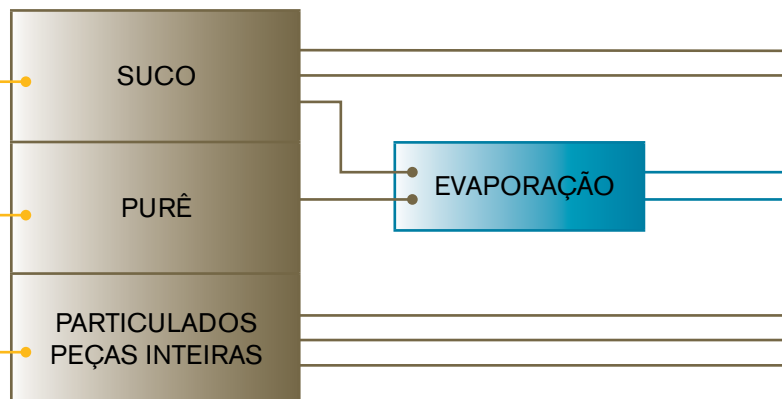 SUCO
EVAPORAÇÃO
PURÊ
PARTICULADOS
PEÇAS INTEIRAS